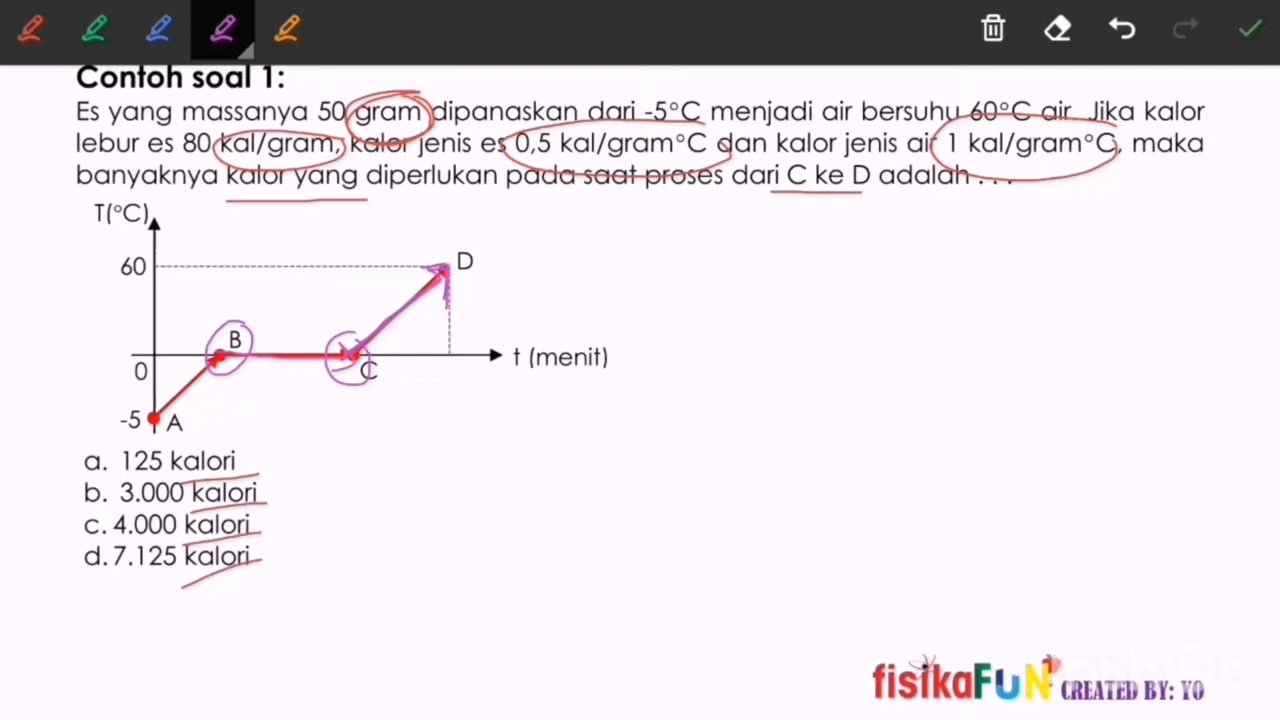 Contoh soal 1:
Es yang massanya 50 gram dipanaskan dari -5°C menjadi air bersuhu 60°C air. Jika kalor
lebur es 80 kal/gram, kalor jenis es 0,5 kal/gram°C dan kalor jenis air 1 kal/gram°C, maka
banyaknya kalor yang diperlukan pada saat proses dari C ke D adalah . . .
T(°C)
60
D
B
0
C
t (menit)
-5
A
a. 125 kalori
b. 3.000 kalori
c. 4.000 kalori
d. 7.125 kalori
fisikaFUN CREATED BY: YO